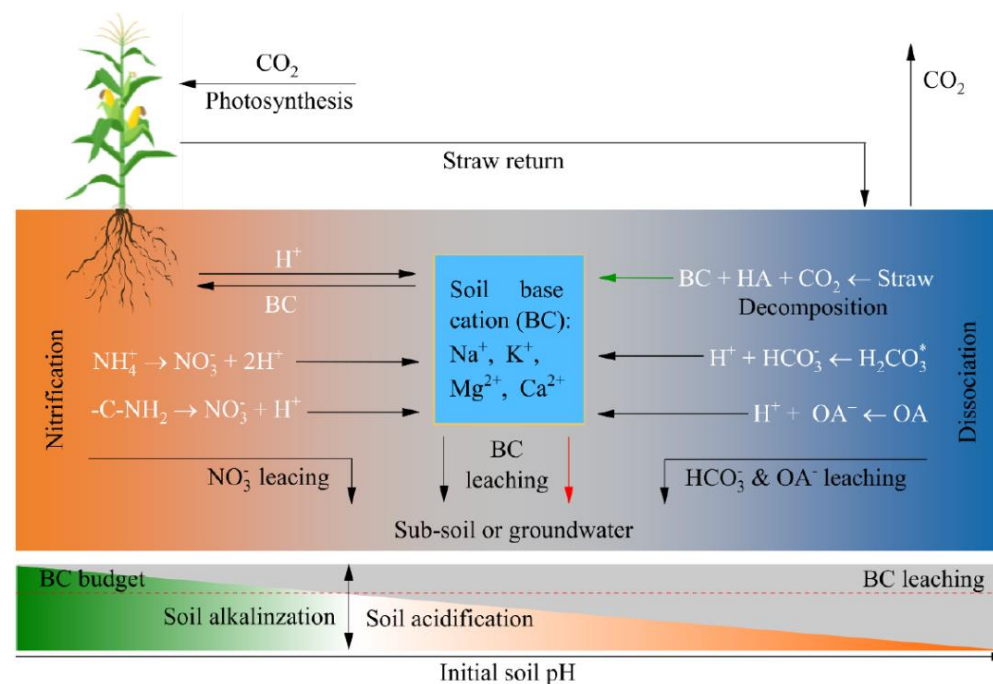 CO₂
Photosynthesis
CO₂
Straw return
H⁺
BC
Soil base
cation (BC):
Na⁺, K⁺,
Mg²⁺, Ca²⁺
BC + HA + CO₂ ← Straw
Decomposition
Nitrification
NH₄⁺ → NO₃⁻ + 2H⁺
-C-NH₂ → NO₃⁻ + H⁺
H⁺ + HCO₃⁻ ← H₂CO₃*
H⁺ + OA⁻ ← OA
Dissociation
NO₃⁻ leacing
BC
leaching
HCO₃⁻ & OA⁻ leaching
Sub-soil or groundwater
BC budget
BC leaching
Soil alkalinzation
Soil acidification
Initial soil pH